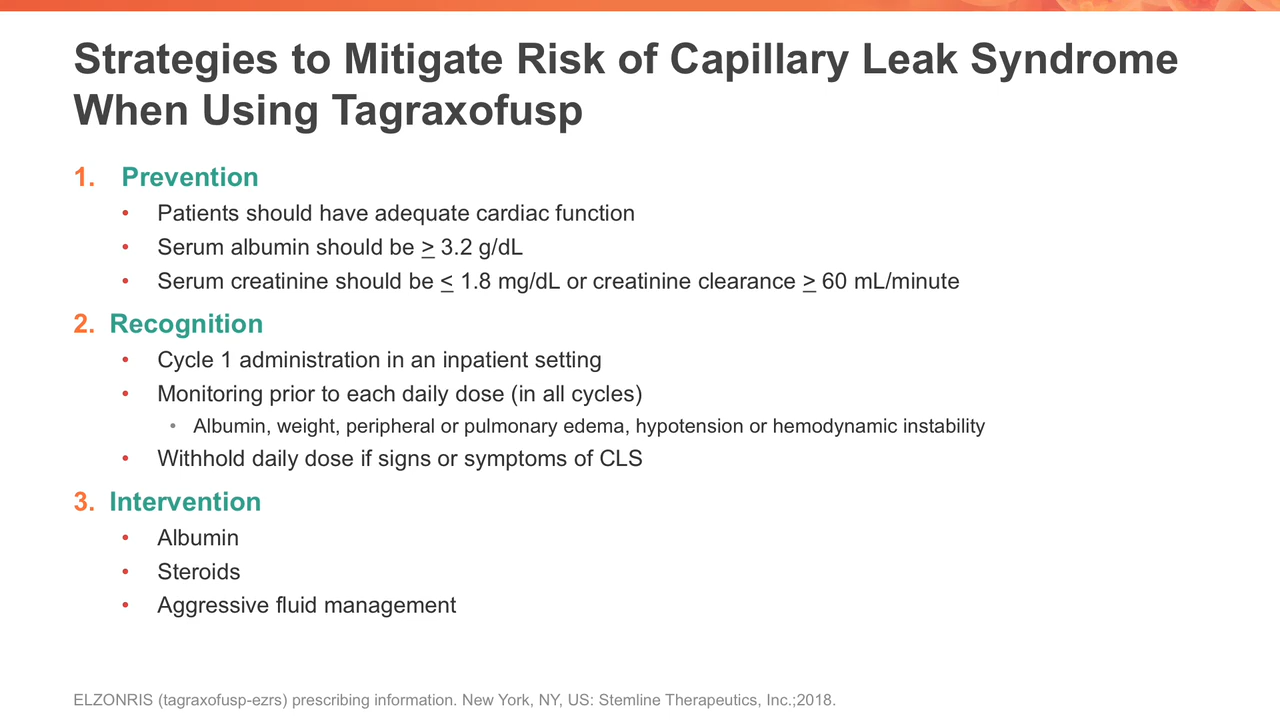 Strategies to Mitigate Risk of Capillary Leak Syndrome
When Using Tagraxofusp
1. Prevention
• Patients should have adequate cardiac function
• Serum albumin should be ≥ 3.2 g/dL
• Serum creatinine should be ≤ 1.8 mg/dL or creatinine clearance ≥ 60 mL/minute
2. Recognition
• Cycle 1 administration in an inpatient setting
• Monitoring prior to each daily dose (in all cycles)
• Albumin, weight, peripheral or pulmonary edema, hypotension or hemodynamic instability
• Withhold daily dose if signs or symptoms of CLS
3. Intervention
• Albumin
• Steroids
• Aggressive fluid management
ELZONRIS (tagraxofusp-ezrs) prescribing information. New York, NY, US: Stemline Therapeutics, Inc.;2018.